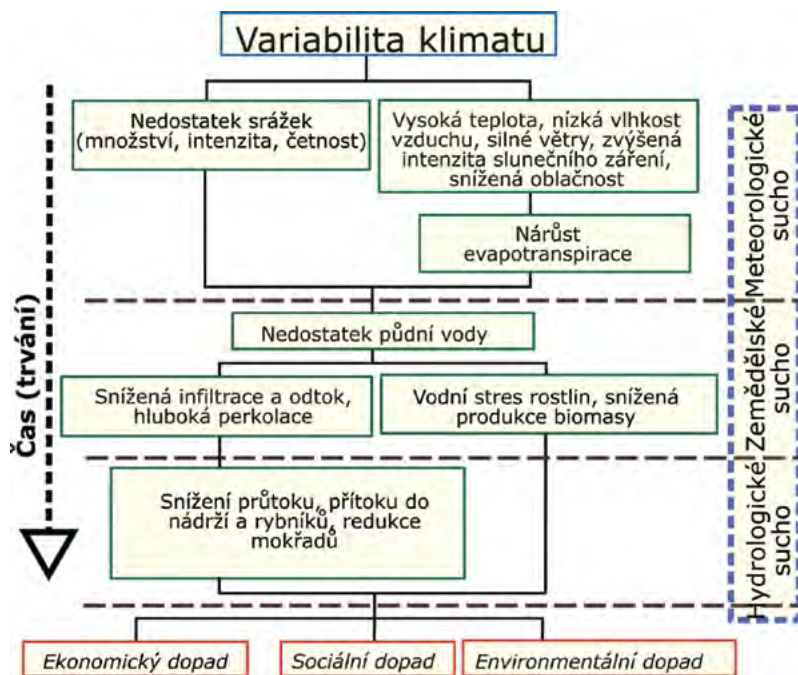 Variabilita klimatu
Nedostatek srážek
(množství, intenzita, četnost)
Vysoká teplota, nízká vlhkost
vzduchu, silné větry, zvýšená
intenzita slunečního záření,
snížená oblačnost
Nárůst
evapotranspirace
Nedostatek půdní vody
Snížená infiltrace a odtok,
hluboká perkolace
Vodní stres rostlin, snížená
produkce biomasy
Snížení průtoku, přítoku do
nádrží a rybníků, redukce
mokřadů
Ekonomický dopad
Sociální dopad
Environmentální dopad
Čas (trvání)
Meteorologické
sucho
Zemědělské
sucho
Hydrologické
sucho